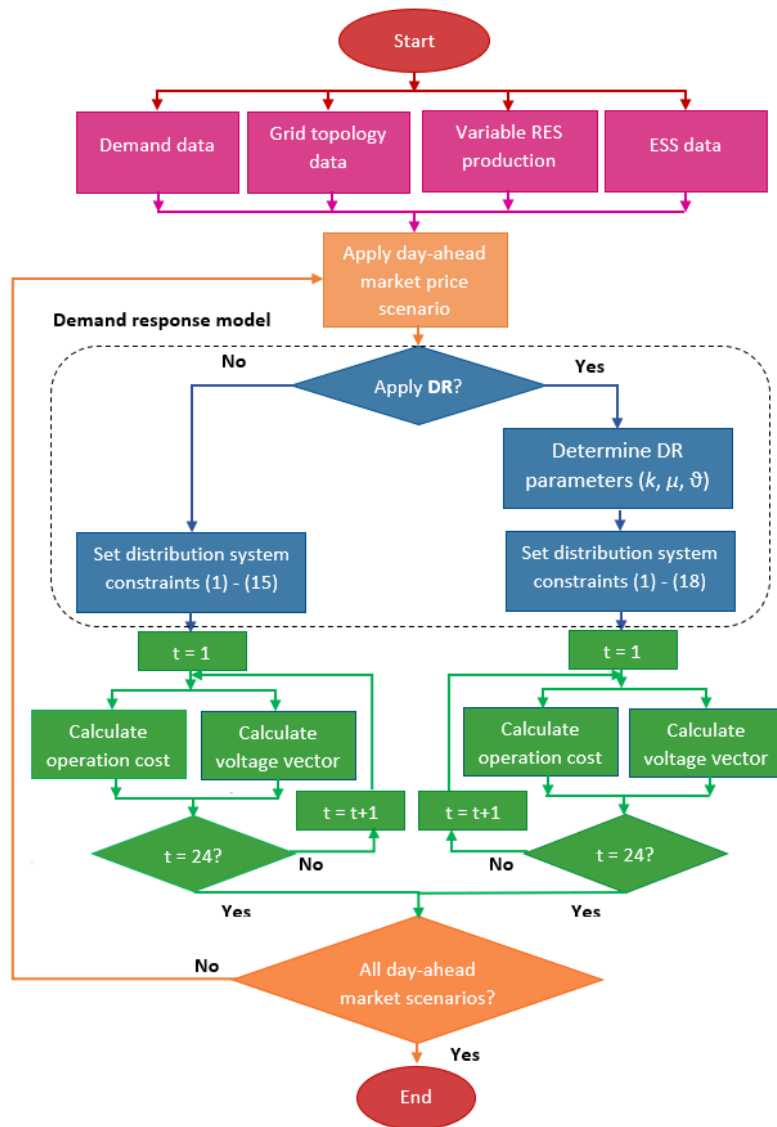 Start
Demand data
Grid topology
data
Variable RES
production
ESS data
Apply day-ahead
market price
scenario
Demand response model
No
Yes
Apply DR?
Determine DR
parameters (k, μ, ϑ)
Set distribution system
constraints (1) - (15)
Set distribution system
constraints (1) - (18)
t = 1
t = 1
Calculate
operation cost
Calculate
voltage vector
Calculate
operation cost
Calculate
voltage vector
t = t+1
t = t+1
t = 24?
No
No
t = 24?
Yes
Yes
No
All day-ahead
market scenarios?
Yes
End